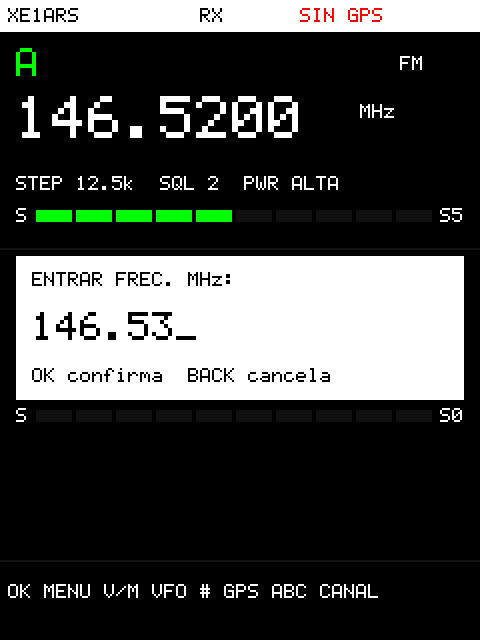 XE1ARS RX SIN GPS
A FM
146.5200 MHz
STEP 12.5k SQL 2 PWR ALTA
S S5
ENTRAR FREC. MHz:
146.53_
OK confirma BACK cancela
S S0
OK MENU V/M VFO # GPS ABC CANAL